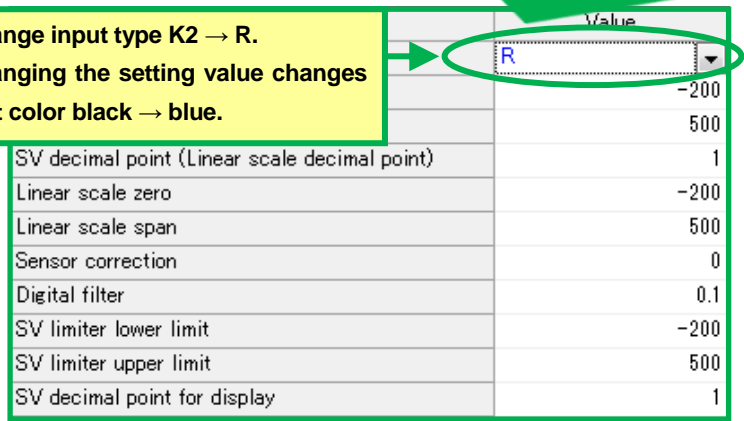 ange input type K2 → R.
anging the setting value changes
t color black → blue.
Value
R
-200
500
SV decimal point (Linear scale decimal point) 1
Linear scale zero -200
Linear scale span 500
Sensor correction 0
Digital filter 0.1
SV limiter lower limit -200
SV limiter upper limit 500
SV decimal point for display 1